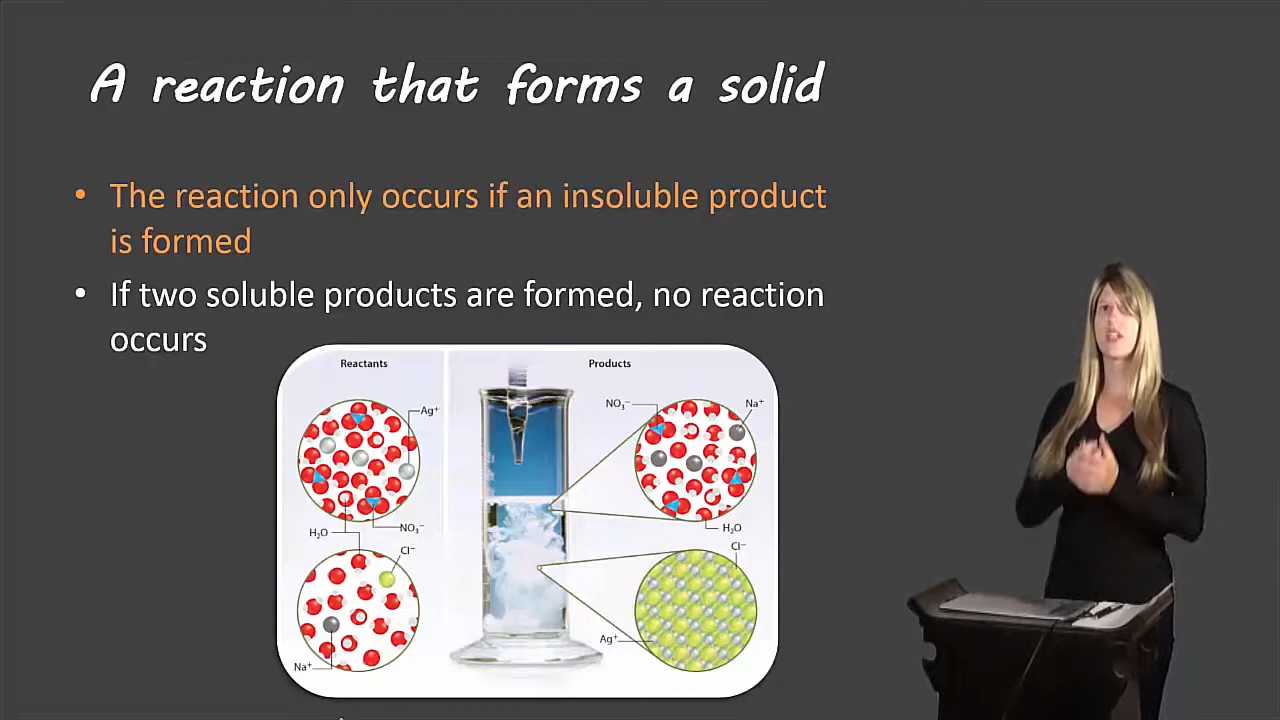 A reaction that forms a solid
• The reaction only occurs if an insoluble product
is formed
• If two soluble products are formed, no reaction
occurs
Reactants
Products
Ag⁺
NO₃⁻
H₂O
Cl⁻
Na⁺
NO₃⁻
Na⁺
H₂O
Cl⁻
Ag⁺